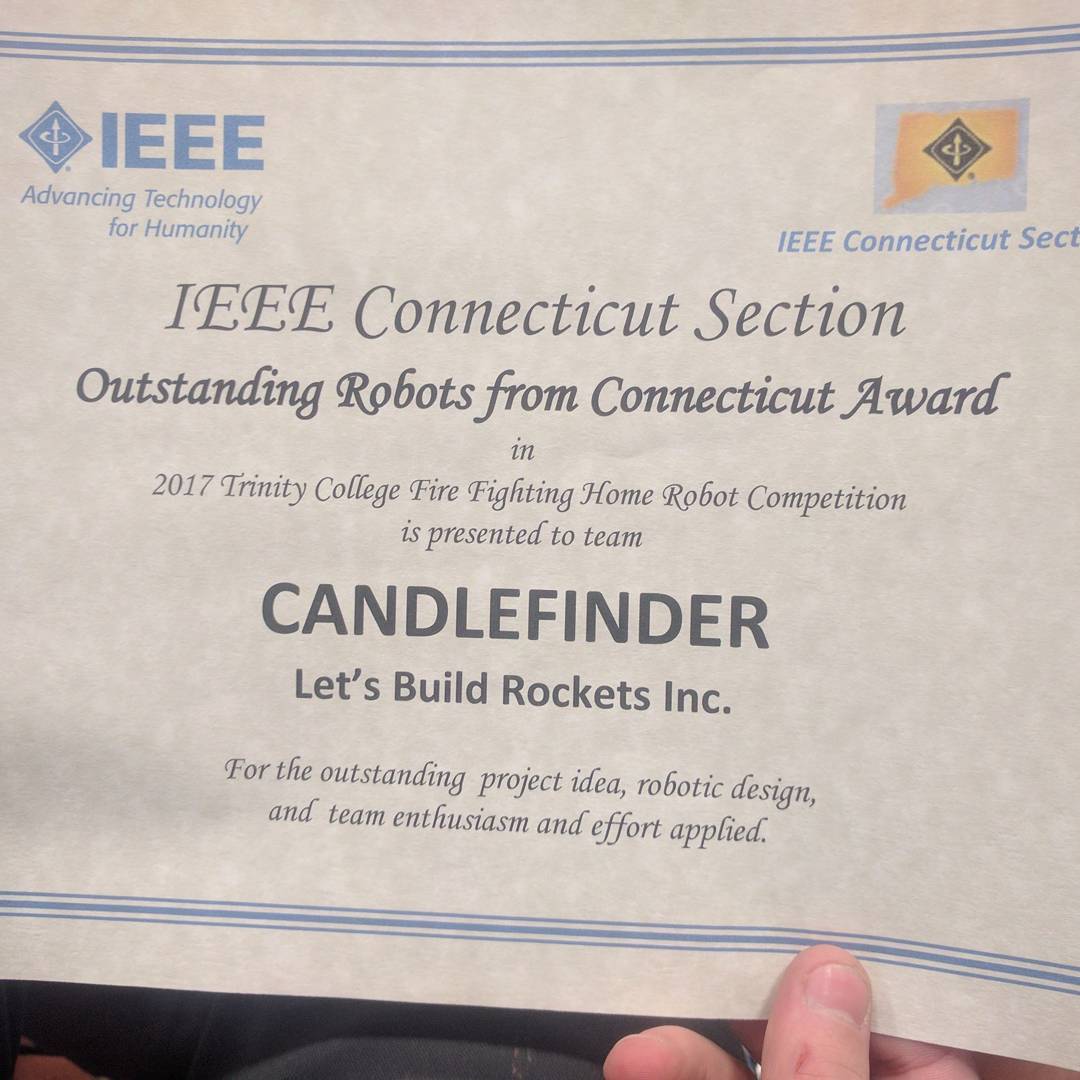 IEEE
Advancing Technology
for Humanity
IEEE Connecticut Sect
IEEE Connecticut Section
Outstanding Robots from Connecticut Award
in
2017 Trinity College Fire Fighting Home Robot Competition
is presented to team
CANDLEFINDER
Let's Build Rockets Inc.
For the outstanding project idea, robotic design,
and team enthusiasm and effort applied.